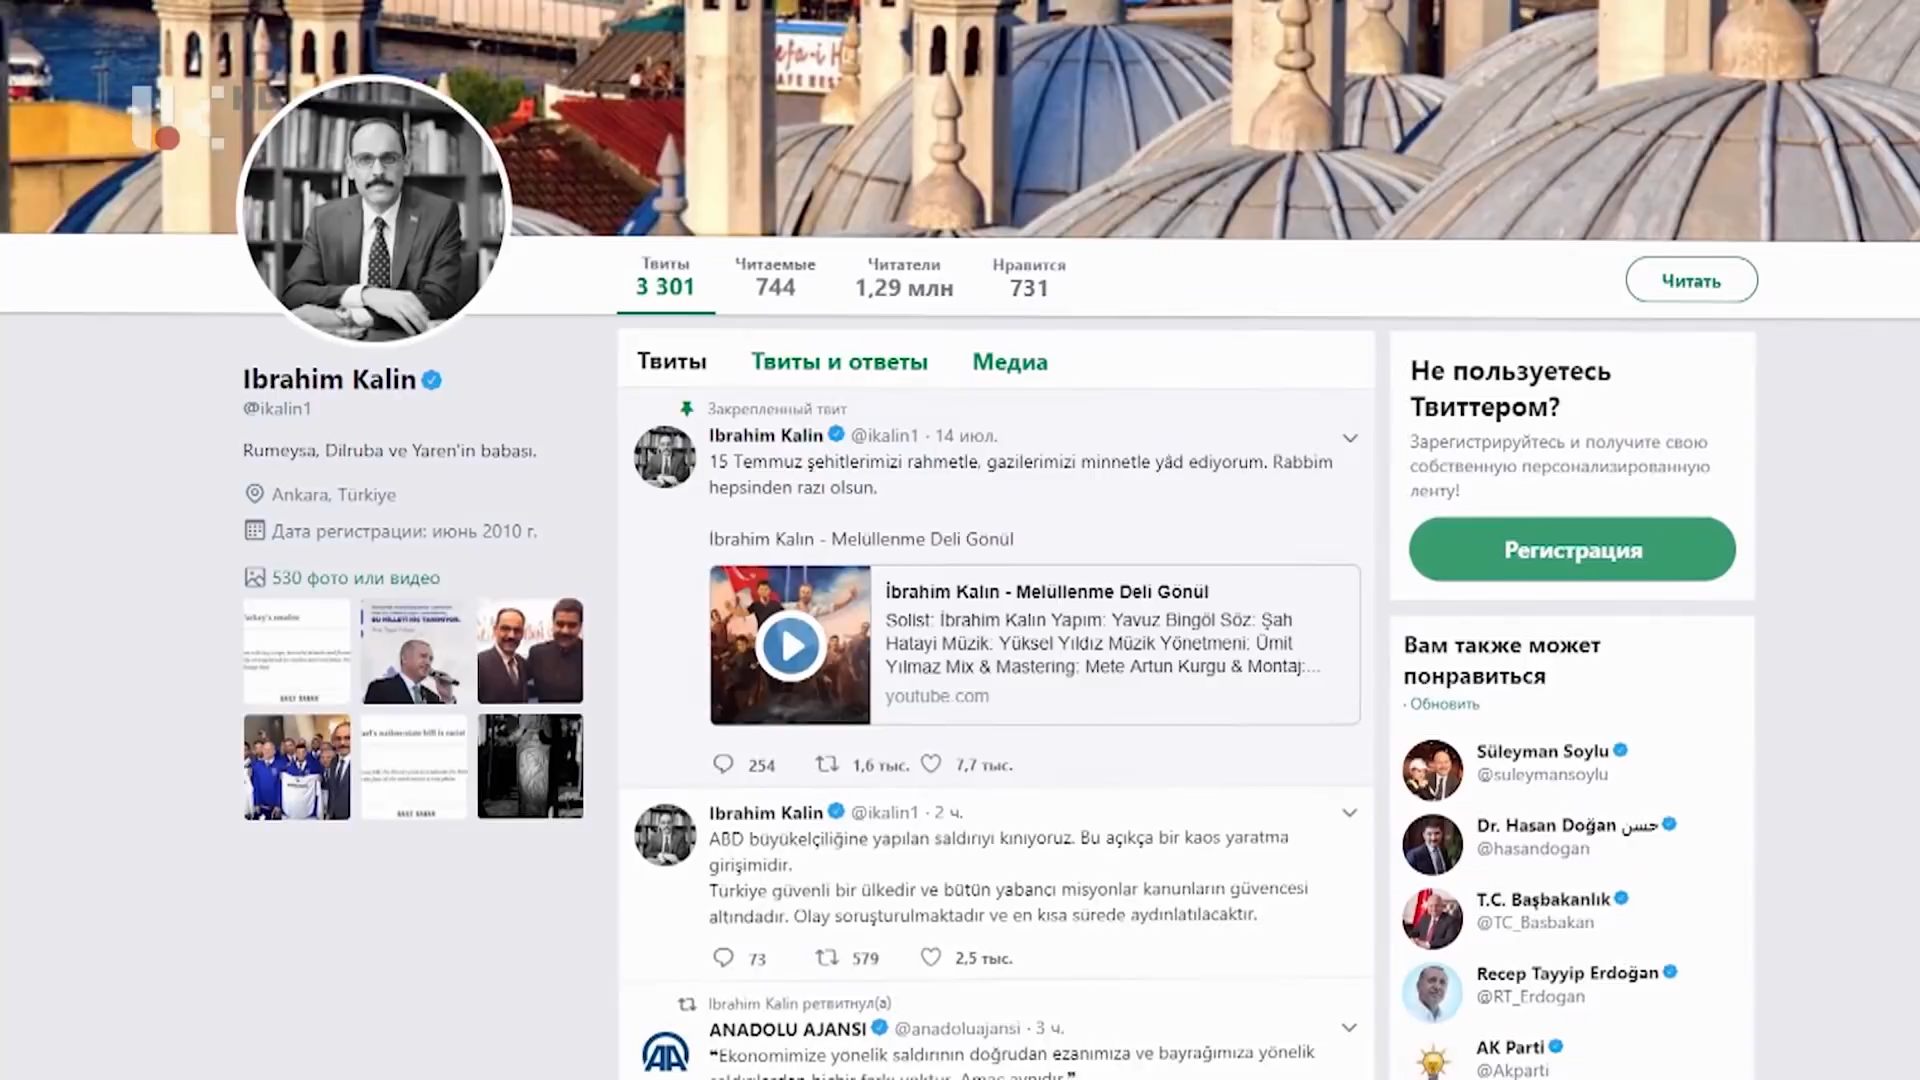 Твиты
3 301
Читаемые
744
Читатели
1,29 млн
Нравится
731
Читать
Ibrahim Kalin
@ikalin1
Rumeysa, Dilruba ve Yaren'in babası.
Ankara, Türkiye
Дата регистрации: июнь 2010 г.
530 фото или видео
Твиты
Твиты и ответы
Медиа
Закрепленный твит
Ibrahim Kalin @ikalin1 · 14 июл.
15 Temmuz şehitlerimizi rahmetle, gazilerimizi minnetle yâd ediyorum. Rabbim
hepsinden razı olsun.
İbrahim Kalın - Melüllenme Deli Gönül
İbrahim Kalın - Melüllenme Deli Gönül
Solist: İbrahim Kalın Yapım: Yavuz Bingöl Söz: Şah
Hatayi Müzik: Yüksel Yıldız Müzik Yönetmeni: Ümit
Yılmaz Mix & Mastering: Mete Artun Kurgu & Montaj:...
youtube.com
254
1,6 тыс.
7,7 тыс.
Ibrahim Kalin @ikalin1 · 2 ч.
ABD büyükelçiliğine yapılan saldırıyı kınıyoruz. Bu açıkça bir kaos yaratma
girişimidir.
Türkiye güvenli bir ülkedir ve bütün yabancı misyonlar kanunların güvencesi
altındadır. Olay soruşturulmaktadır ve en kısa sürede aydınlatılacaktır.
73
579
2,5 тыс.
Ibrahim Kalin ретвитнул(а)
ANADOLU AJANSI @anadoluajansi · 3 ч.
"Ekonomimize yönelik saldırının doğrudan ezanımıza ve bayrağımıza yönelik
Не пользуетесь
Твиттером?
Зарегистрируйтесь и получите свою
собственную персонализированную
ленту!
Регистрация
Вам также может
понравиться
· Обновить
Süleyman Soylu
@suleymansoylu
Dr. Hasan Doğan حسن
@hasandogan
T.C. Başbakanlık
@TC_Basbakan
Recep Tayyip Erdoğan
@RT_Erdogan
AK Parti
@Akparti